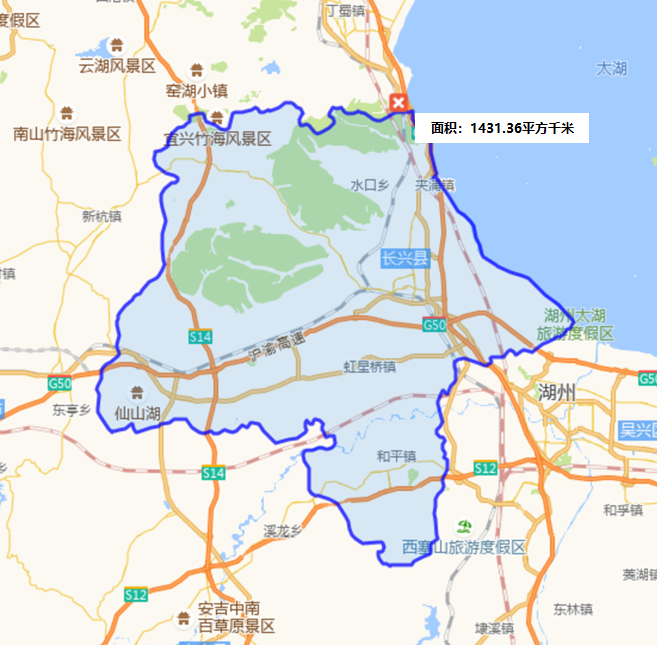 丁蜀镇
度假区
云湖风景区
太湖
窑湖小镇
面积：1431.36平方千米
南山竹海风景区
宜兴竹海风景区
水口乡
夹浦镇
新杭镇
长兴县
湖州太湖
旅游度假区
G50
S14
沪渝高速
虹星桥镇
G50
G50
湖州
仙山湖
东亭乡
吴兴区
和平镇
S14
S12
和孚镇
溪龙乡
西塞山旅游度假区
菱湖镇
S12
安吉中南
百草原景区
东林镇
埭溪镇